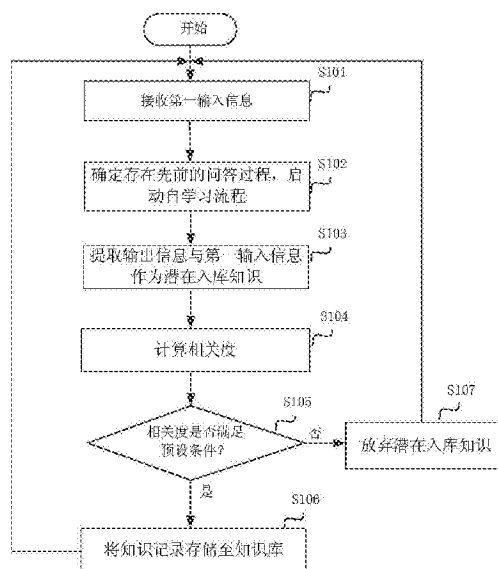 开始
S101
接收第一输入信息
S102
确定存在先前的问答过程，启
动自学习流程
S103
提取输出信息与第一输入信息
作为潜在入库知识
S104
计算相关度
S105
相关度是否满足
预设条件？
否
S107
放弃潜在入库知识
是
S106
将知识记录存储至知识库